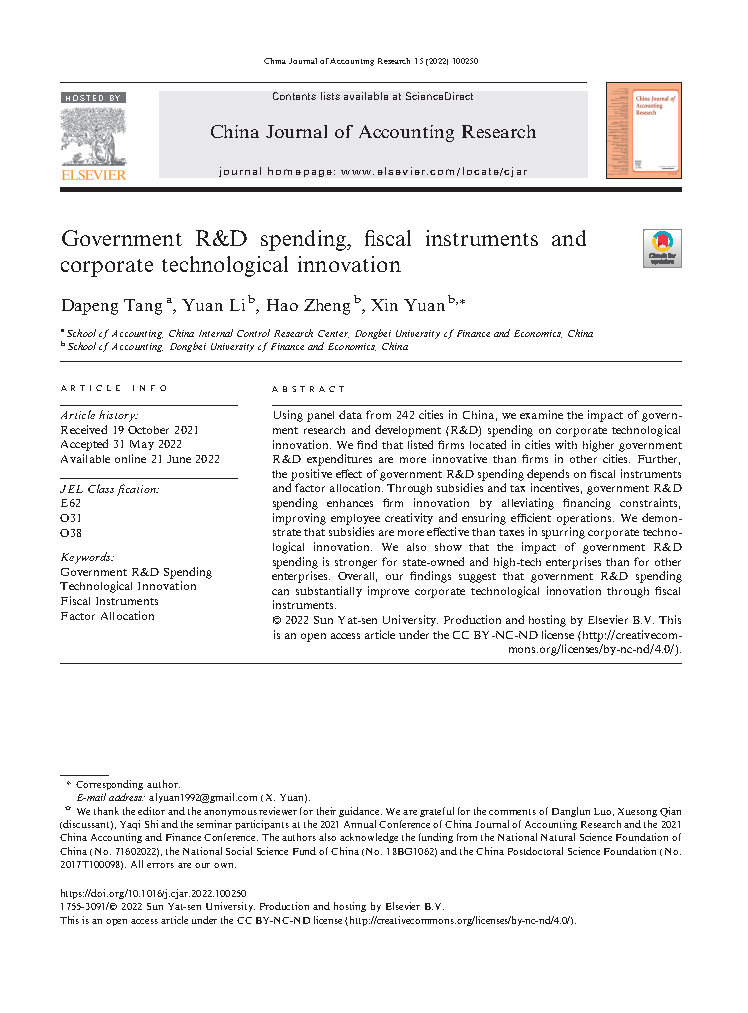 China Journal of Accounting Research 15 (2022) 100250
HOSTED BY
ELSEVIER
Contents lists available at ScienceDirect
China Journal of Accounting Research
journal homepage: www.elsevier.com/locate/cjar
China Journal of
Accounting
Research
Government R&D spending, fiscal instruments and
corporate technological innovation
Check for
updates
Dapeng Tang a, Yuan Li b, Hao Zheng b, Xin Yuan b,*
a School of Accounting, China Internal Control Research Center, Dongbei University of Finance and Economics, China
b School of Accounting, Dongbei University of Finance and Economics, China
ARTICLE INFO
Article history:
Received 19 October 2021
Accepted 31 May 2022
Available online 21 June 2022
JEL Classification:
E62
O31
O38
Keywords:
Government R&D Spending
Technological Innovation
Fiscal Instruments
Factor Allocation
ABSTRACT
Using panel data from 242 cities in China, we examine the impact of govern-
ment research and development (R&D) spending on corporate technological
innovation. We find that listed firms located in cities with higher government
R&D expenditures are more innovative than firms in other cities. Further,
the positive effect of government R&D spending depends on fiscal instruments
and factor allocation. Through subsidies and tax incentives, government R&D
spending enhances firm innovation by alleviating financing constraints,
improving employee creativity and ensuring efficient operations. We demon-
strate that subsidies are more effective than taxes in spurring corporate techno-
logical innovation. We also show that the impact of government R&D
spending is stronger for state-owned and high-tech enterprises than for other
enterprises. Overall, our findings suggest that government R&D spending
can substantially improve corporate technological innovation through fiscal
instruments.
© 2022 Sun Yat-sen University. Production and hosting by Elsevier B.V. This
is an open access article under the CC BY-NC-ND license (http://creativecom-
mons.org/licenses/by-nc-nd/4.0/).
* Corresponding author.
E-mail address: alyuan1992@gmail.com (X. Yuan).
☆ We thank the editor and the anonymous reviewer for their guidance. We are grateful for the comments of Danglun Luo, Xuesong Qian
(discussant), Yaqi Shi and the seminar participants at the 2021 Annual Conference of China Journal of Accounting Research and the 2021
China Accounting and Finance Conference. The authors also acknowledge the funding from the National Natural Science Foundation of
China (No. 71602022), the National Social Science Fund of China (No. 18BG1062) and the China Postdoctoral Science Foundation (No.
2017T100098). All errors are our own.
https://doi.org/10.1016/j.cjar.2022.100250
1755-3091/© 2022 Sun Yat-sen University. Production and hosting by Elsevier B.V.
This is an open access article under the CC BY-NC-ND license (http://creativecommons.org/licenses/by-nc-nd/4.0/).